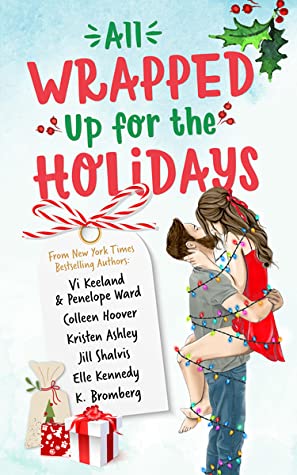 All
WRAPPED
Up for the
HOLiDAYS
From New York Times
Bestselling Authors:
Vi Keeland
& Penelope Ward
Colleen Hoover
Kristen Ashley
Jill Shalvis
Elle Kennedy
K. Bromberg